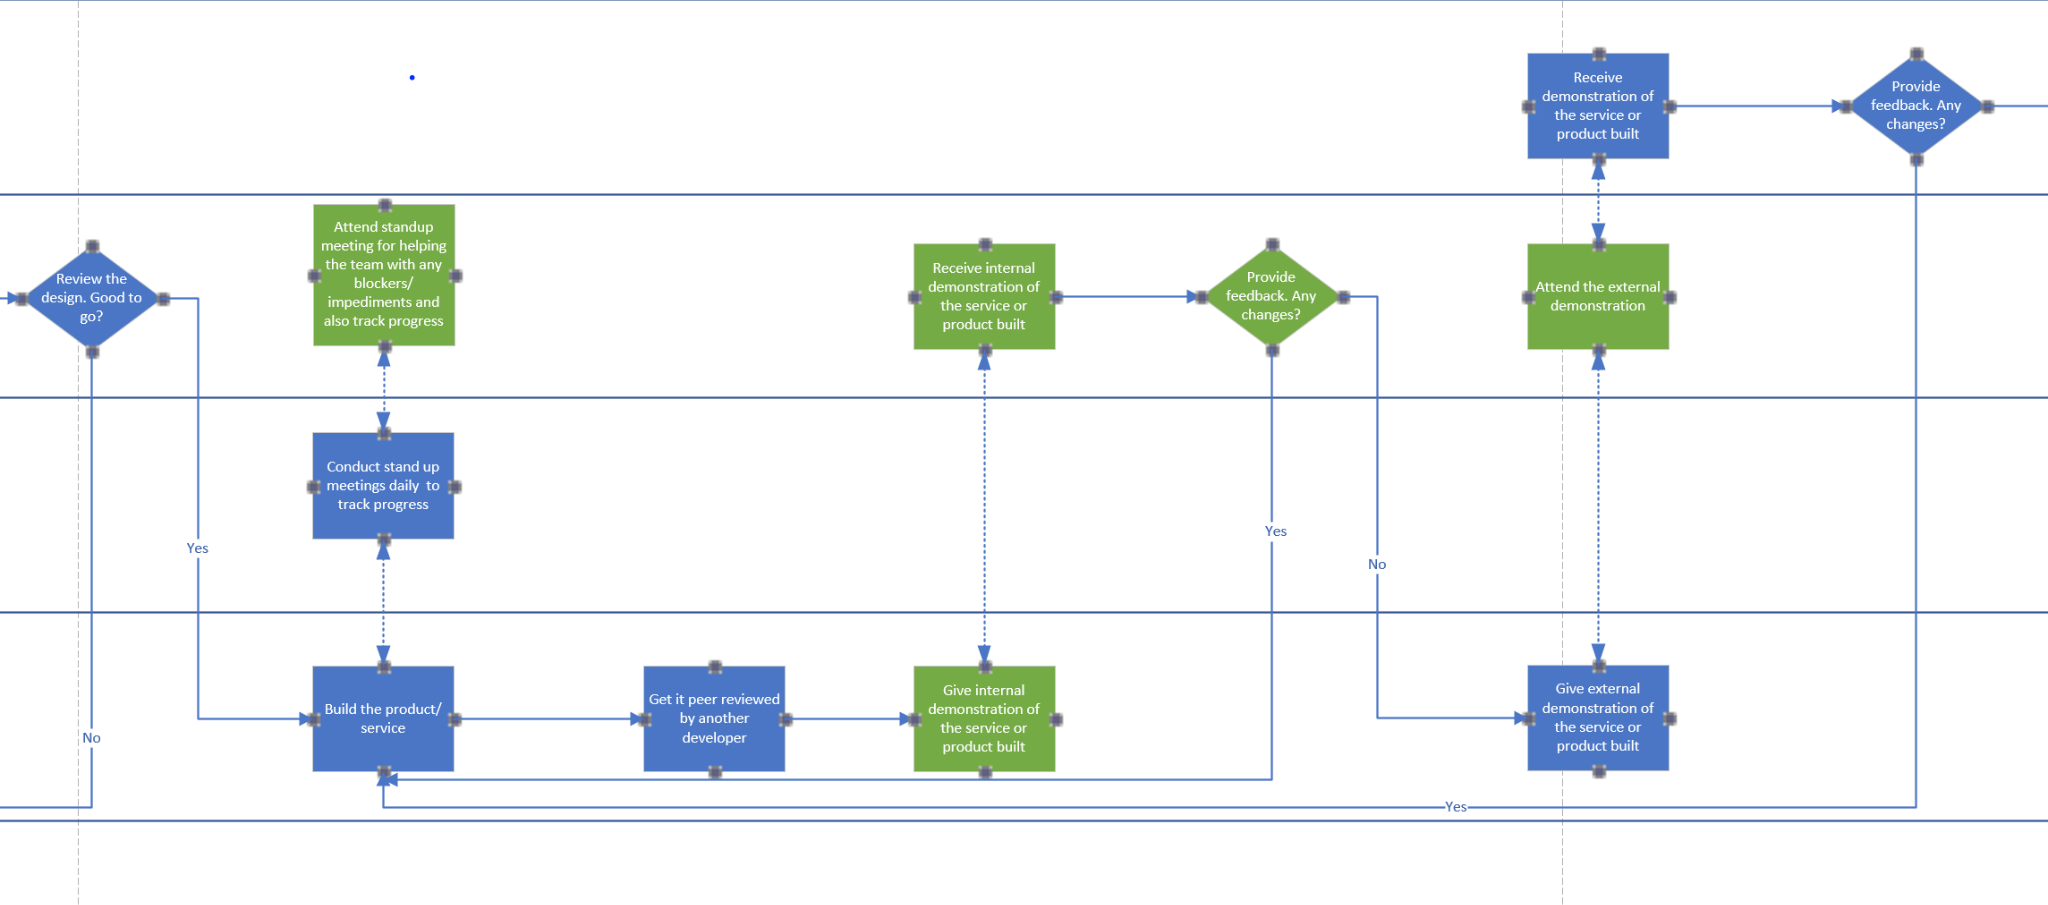 Receive
demonstration of
the service or
product built
Provide
feedback. Any
changes?
Attend standup
meeting for helping
the team with any
blockers/
impediments and
also track progress
Review the
design. Good to
go?
Receive internal
demonstration of
the service or
product built
Provide
feedback. Any
changes?
Attend the external
demonstration
Conduct stand up
meetings daily  to
track progress
Yes
Yes
No
Build the product/
service
Get it peer reviewed
by another
developer
Give internal
demonstration of
the service or
product built
Give external
demonstration of
the service or
product built
No
Yes